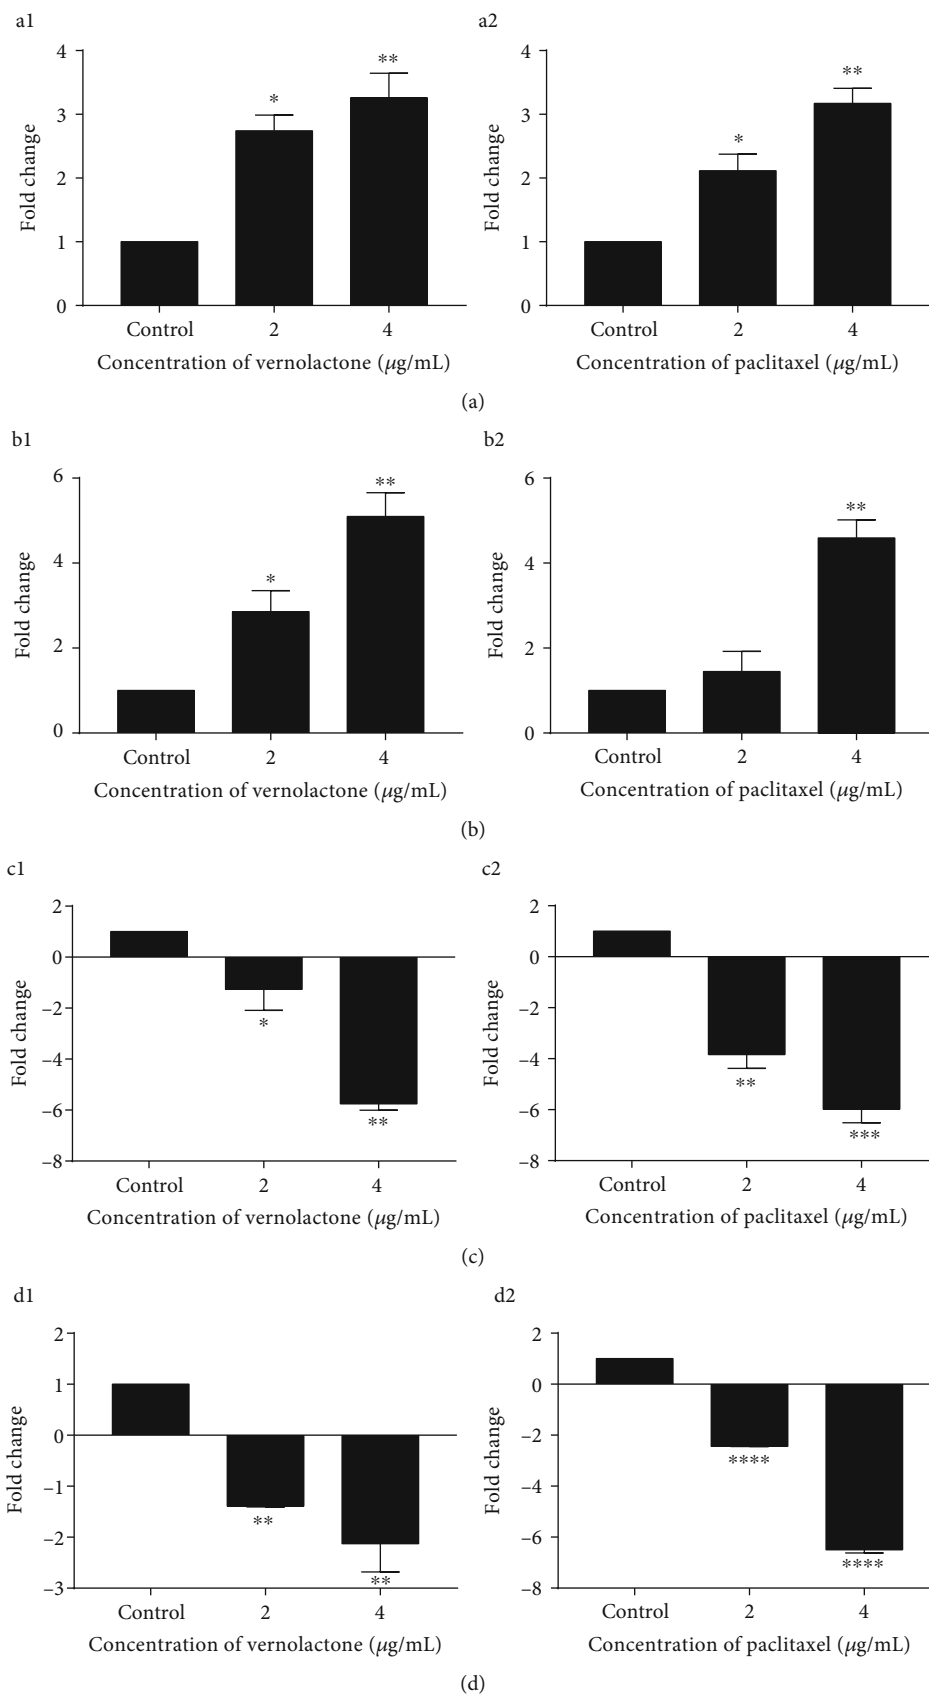 a1
a2
4
3
2
1
0
Fold change
*
**
Control
2
4
Concentration of vernolactone (μg/mL)
4
3
2
1
0
Fold change
*
**
Control
2
4
Concentration of paclitaxel (μg/mL)
(a)
b1
b2
6
4
2
0
Fold change
*
**
Control
2
4
Concentration of vernolactone (μg/mL)
6
4
2
0
Fold change
**
Control
2
4
Concentration of paclitaxel (μg/mL)
(b)
c1
c2
2
0
–2
–4
–6
–8
Fold change
*
**
Control
2
4
Concentration of vernolactone (μg/mL)
2
0
–2
–4
–6
–8
Fold change
**
***
Control
2
4
Concentration of paclitaxel (μg/mL)
(c)
d1
d2
2
1
0
–1
–2
–3
Fold change
**
**
Control
2
4
Concentration of vernolactone (μg/mL)
2
0
–2
–4
–6
–8
Fold change
****
****
Control
2
4
Concentration of paclitaxel (μg/mL)
(d)